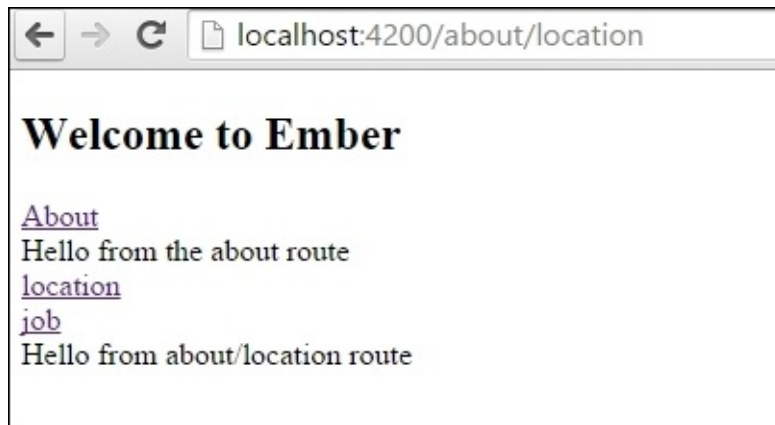 localhost:4200/about/location
Welcome to Ember
About
Hello from the about route
location
job
Hello from about/location route